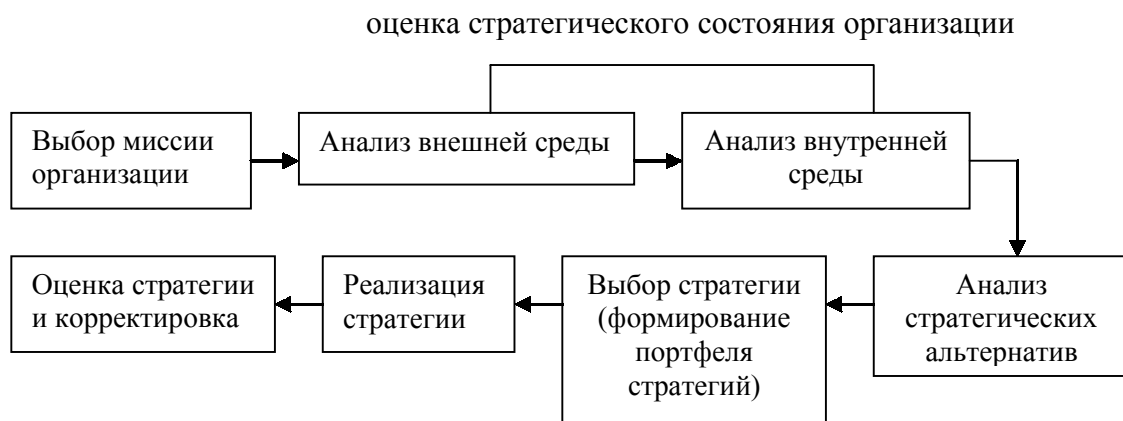 оценка стратегического состояния организации
Выбор миссии
организации
Анализ внешней среды
Анализ внутренней
среды
Анализ
стратегических
альтернатив
Выбор стратегии
(формирование
портфеля
стратегий)
Реализация
стратегии
Оценка стратегии
и корректировка